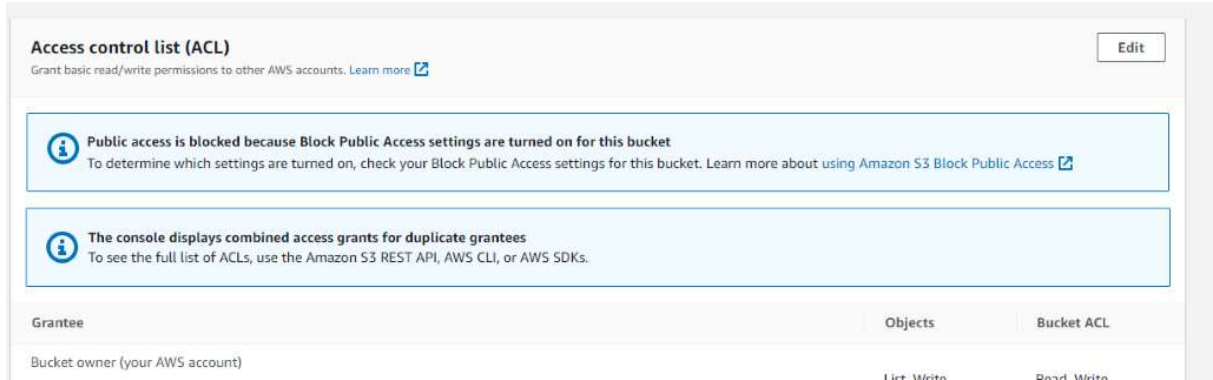 Access control list (ACL)
Edit
Grant basic read/write permissions to other AWS accounts. Learn more
Public access is blocked because Block Public Access settings are turned on for this bucket
To determine which settings are turned on, check your Block Public Access settings for this bucket. Learn more about using Amazon S3 Block Public Access
The console displays combined access grants for duplicate grantees
To see the full list of ACLs, use the Amazon S3 REST API, AWS CLI, or AWS SDKs.
Grantee Objects Bucket ACL
Bucket owner (your AWS account)
List, Write Read, Write